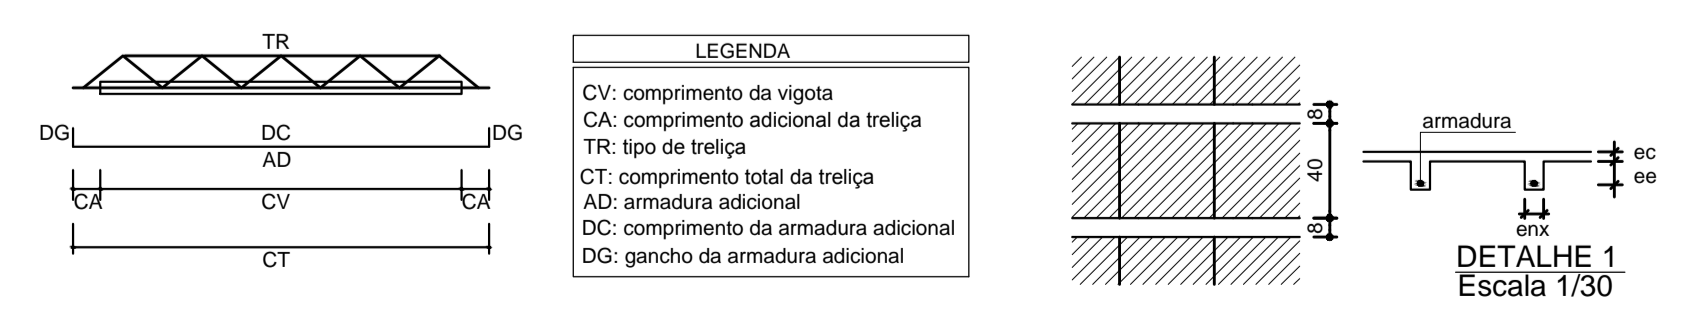 TR
DG
DC
DG
AD
CA
CV
CA
CT
LEGENDA
CV: comprimento da vigota
CA: comprimento adicional da treliça
TR: tipo de treliça
CT: comprimento total da treliça
AD: armadura adicional
DC: comprimento da armadura adicional
DG: gancho da armadura adicional
8
40
8
armadura
ec
ee
enx
DETALHE 1
Escala 1/30